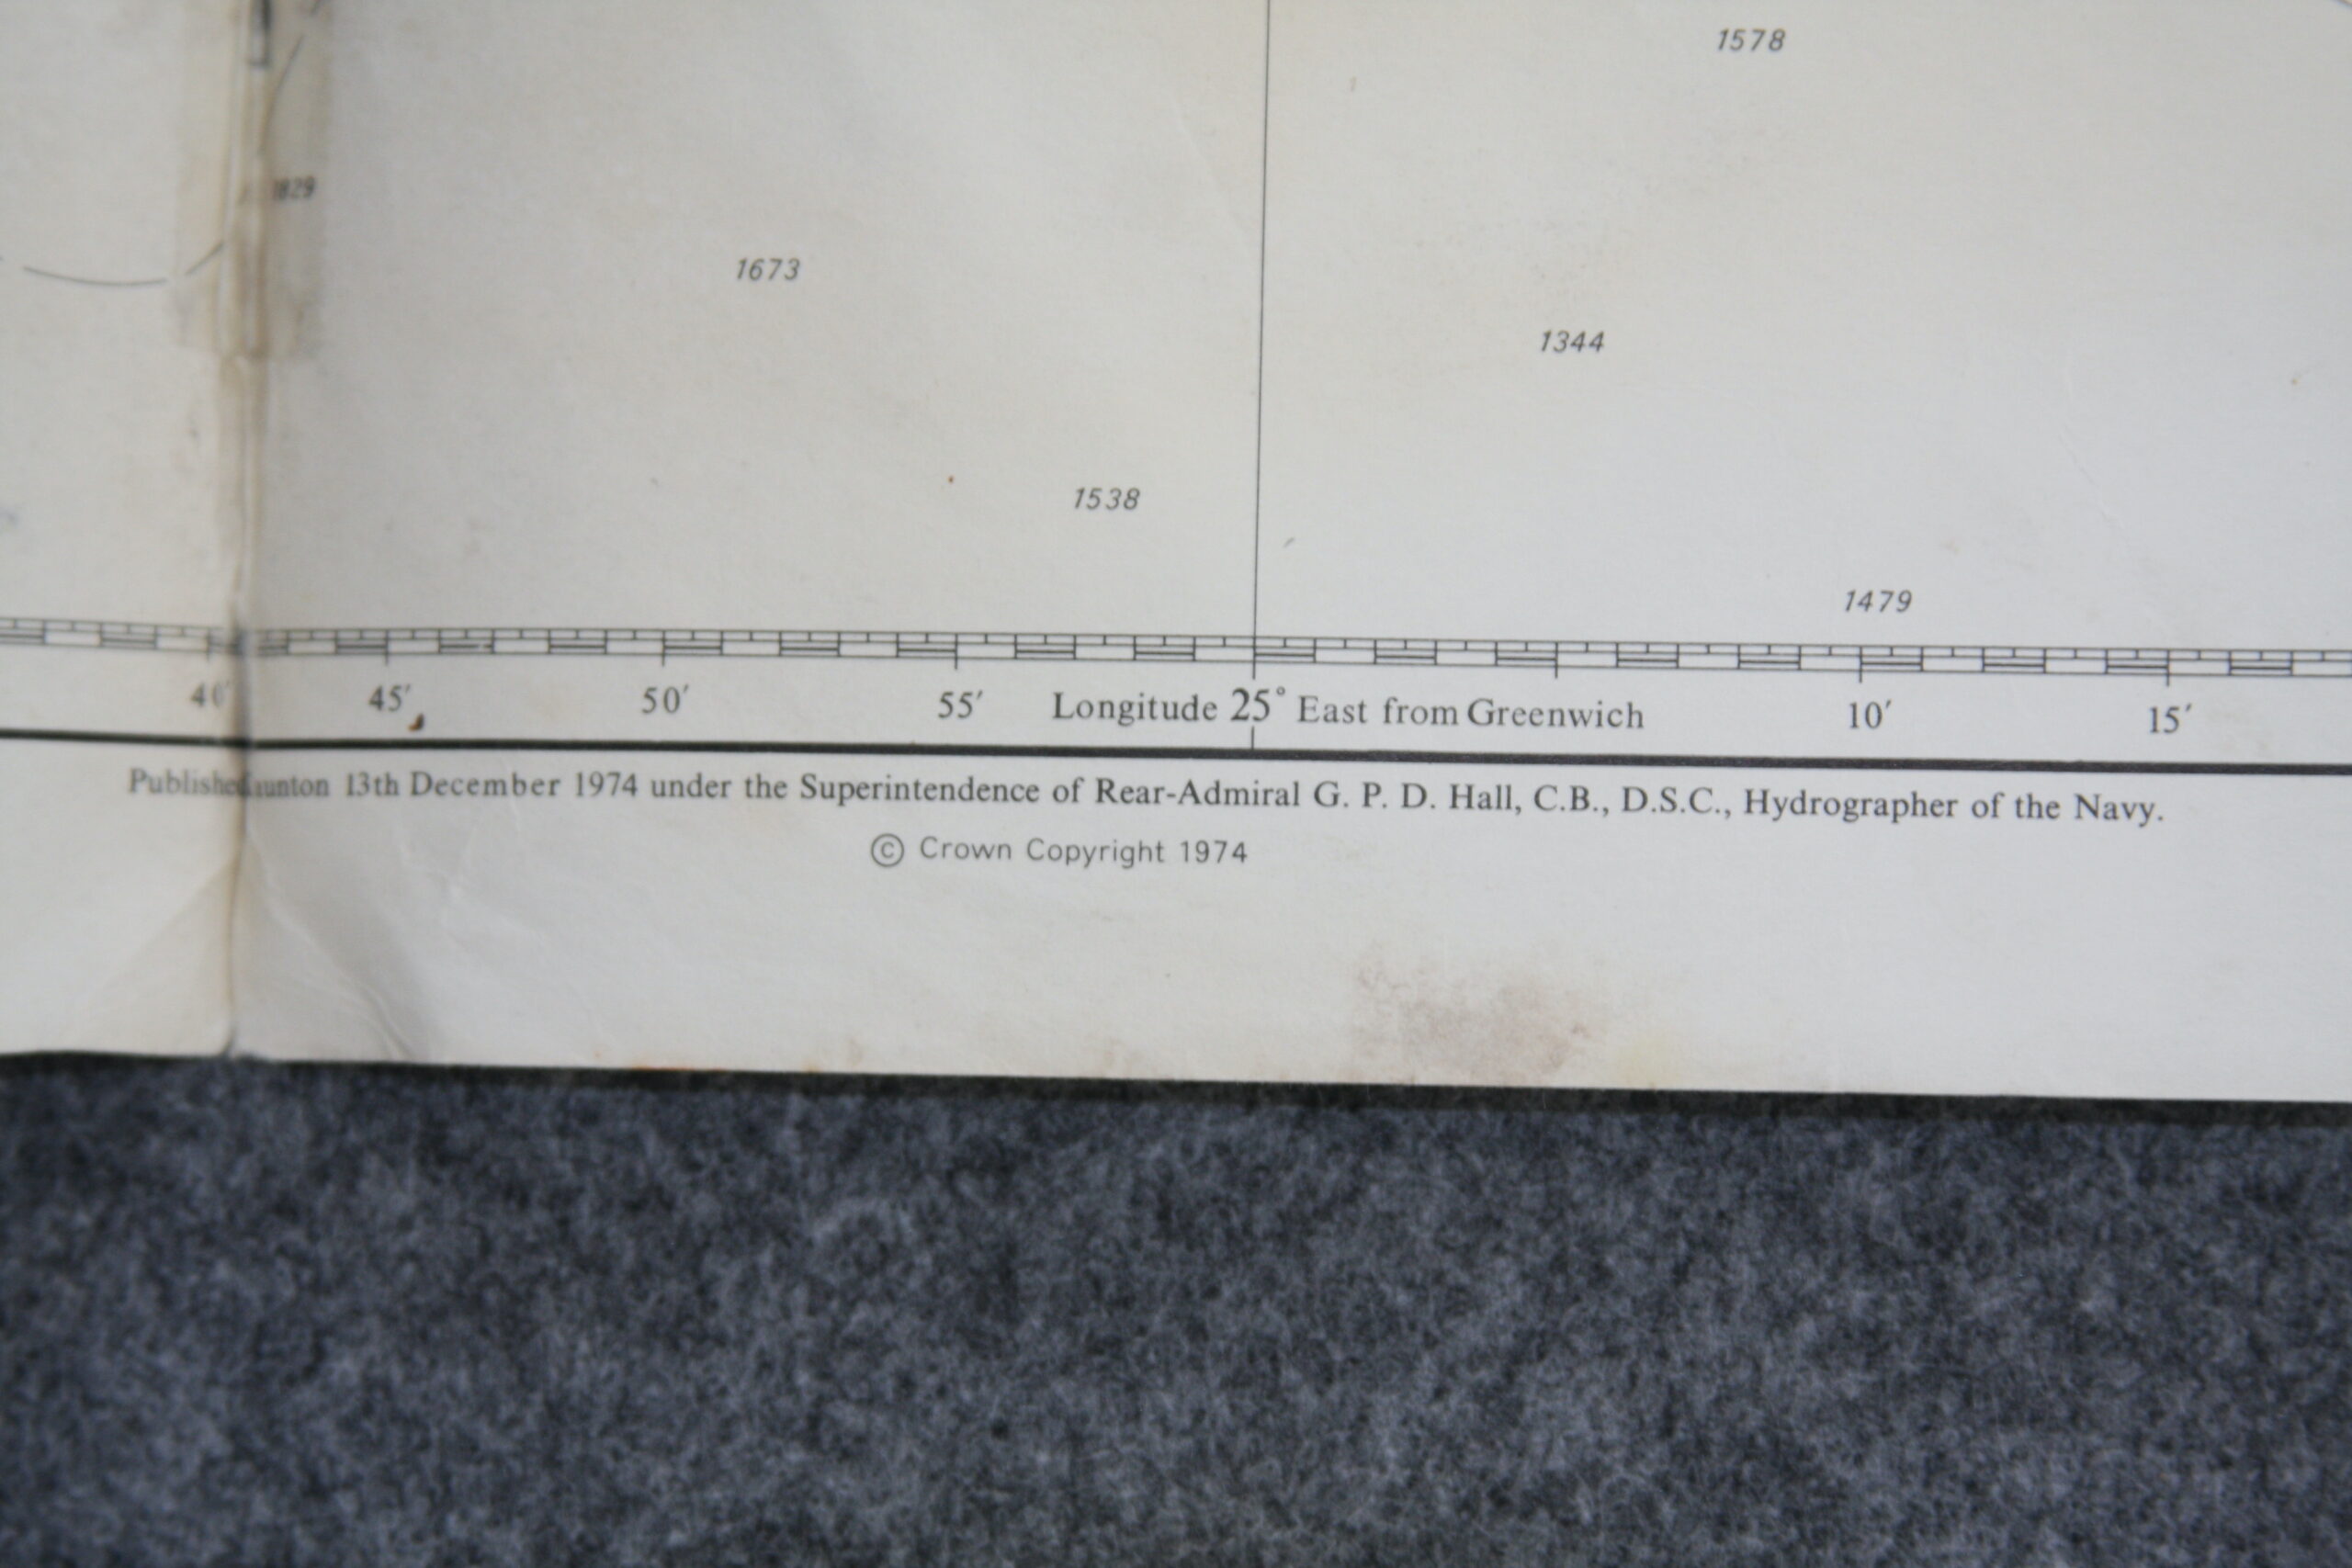 1578
1829
1673
1344
1538
1479
40′ 45′ 50′ 55′ Longitude 25° East from Greenwich 10′ 15′
Published 13th December 1974 under the Superintendence of Rear-Admiral G. P. D. Hall, C.B., D.S.C., Hydrographer of the Navy.
© Crown Copyright 1974